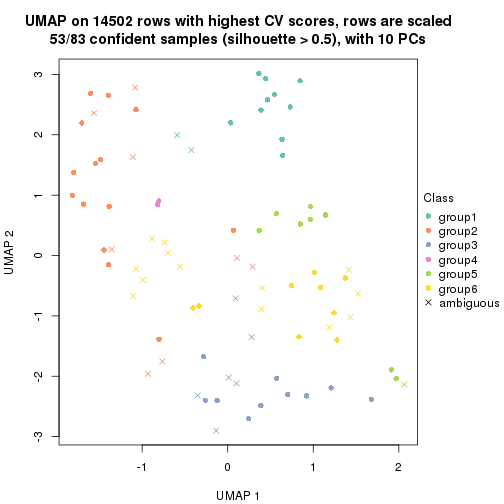 UMAP on 14502 rows with highest CV scores, rows are scaled
53/83 confident samples (silhouette > 0.5), with 10 PCs
3
2
1
0
-1
-2
-3
UMAP 2
-1
0
1
2
UMAP 1
Class
group1
group2
group3
group4
group5
group6
ambiguous